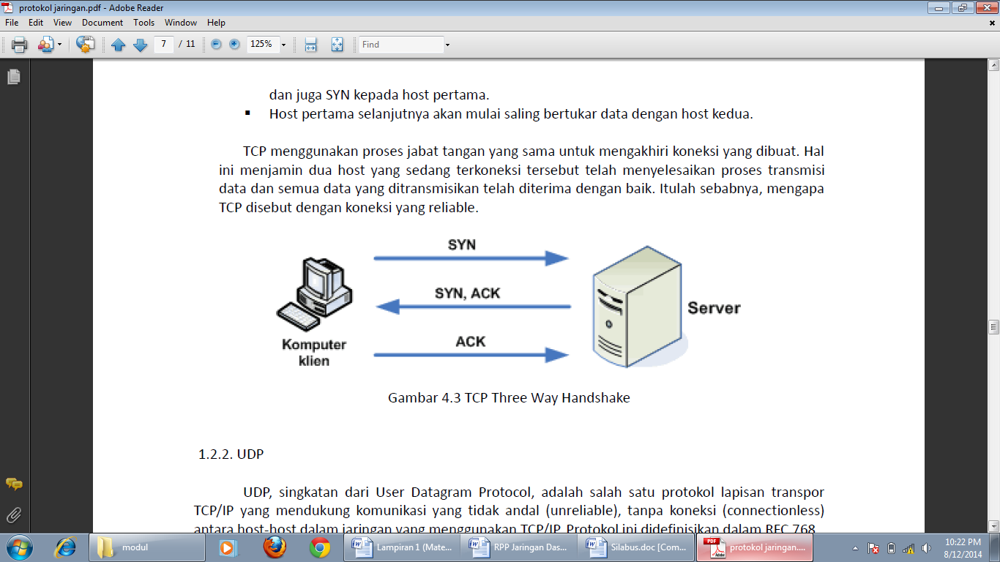 protokol jaringan.pdf - Adobe Reader
File Edit View Document Tools Window Help
7 / 11 125% Find
dan juga SYN kepada host pertama.
▪ Host pertama selanjutnya akan mulai saling bertukar data dengan host kedua.
TCP menggunakan proses jabat tangan yang sama untuk mengakhiri koneksi yang dibuat. Hal
ini menjamin dua host yang sedang terkoneksi tersebut telah menyelesaikan proses transmisi
data dan semua data yang ditransmisikan telah diterima dengan baik. Itulah sebabnya, mengapa
TCP disebut dengan koneksi yang reliable.
SYN
SYN, ACK
ACK
Komputer
klien
Server
Gambar 4.3 TCP Three Way Handshake
1.2.2. UDP
UDP, singkatan dari User Datagram Protocol, adalah salah satu protokol lapisan transpor
TCP/IP yang mendukung komunikasi yang tidak andal (unreliable), tanpa koneksi (connectionless)
antara host-host dalam jaringan yang menggunakan TCP/IP. Protokol ini didefinisikan dalam RFC 768.
modul
Lampiran 1 (Mate...
RPP Jaringan Das...
Silabus.doc [Com...
protokol jaringan....
10:22 PM
8/12/2014